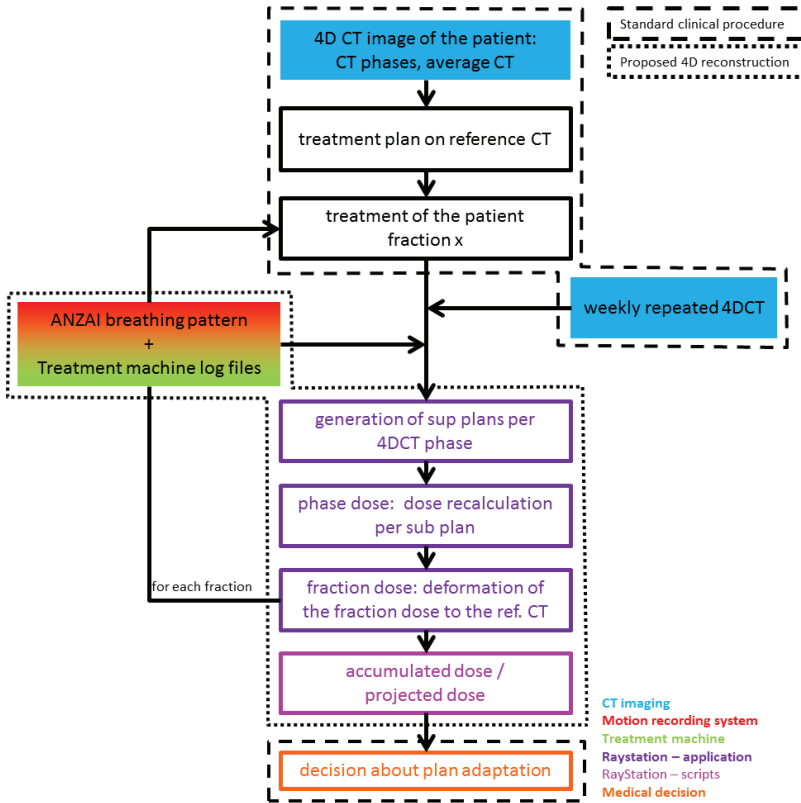 4D CT image of the patient:
CT phases, average CT
Standard clinical procedure
Proposed 4D reconstruction
treatment plan on reference CT
treatment of the patient
fraction x
weekly repeated 4DCT
ANZAI breathing pattern
+
Treatment machine log files
generation of sup plans per
4DCT phase
phase dose: dose recalculation
per sub plan
for each fraction
fraction dose: deformation of
the fraction dose to the ref. CT
accumulated dose /
projected dose
decision about plan adaptation
CT imaging
Motion recording system
Treatment machine
Raystation – application
RayStation – scripts
Medical decision